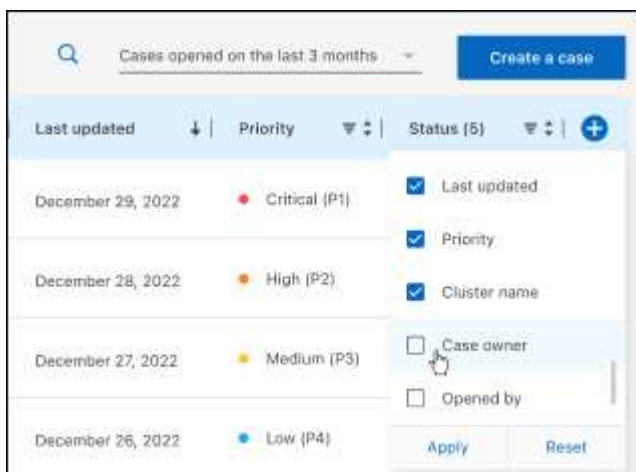 Cases opened on the last 3 months Create a case
Last updated Priority Status (5)
Last updated
December 29, 2022 Critical (P1)
Priority
December 28, 2022 High (P2)
Cluster name
Case owner
December 27, 2022 Medium (P3)
Opened by
December 26, 2022 Low (P4)
Apply Reset